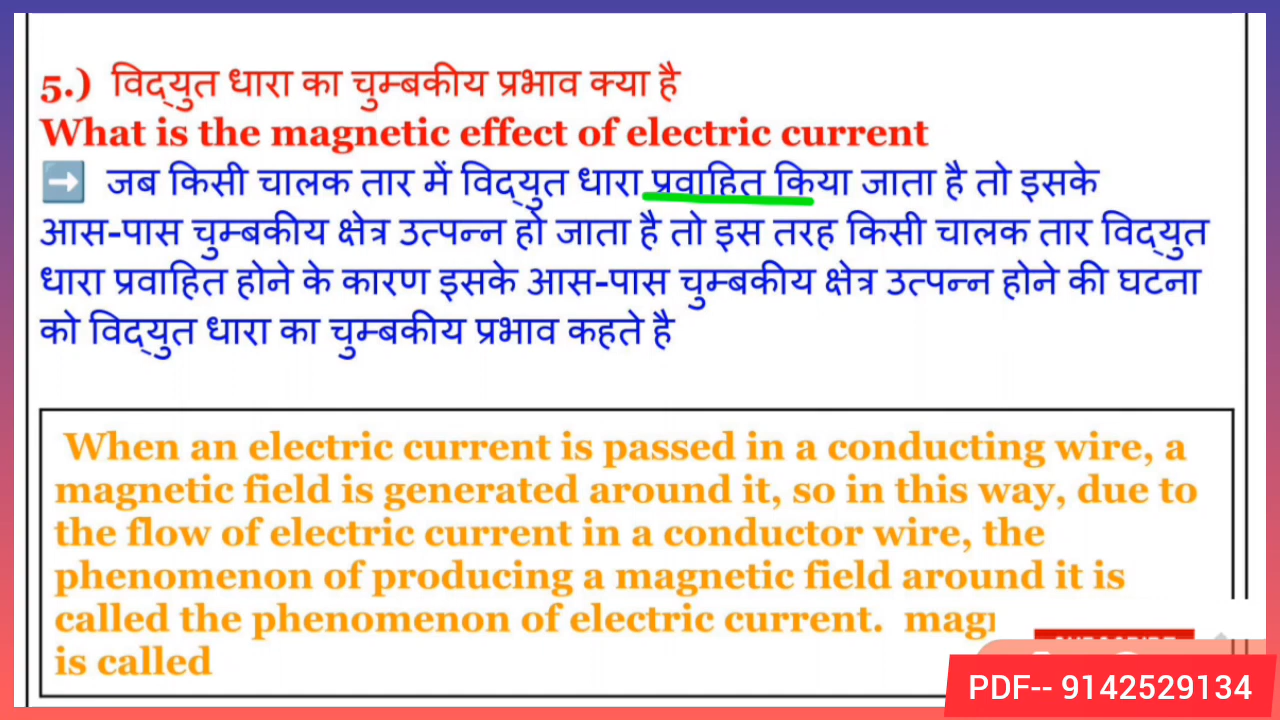 5.) विद्युत धारा का चुम्बकीय प्रभाव क्या है
What is the magnetic effect of electric current
➡ जब किसी चालक तार में विद्युत धारा प्रवाहित किया जाता है तो इसके
आस-पास चुम्बकीय क्षेत्र उत्पन्न हो जाता है तो इस तरह किसी चालक तार विद्युत
धारा प्रवाहित होने के कारण इसके आस-पास चुम्बकीय क्षेत्र उत्पन्न होने की घटना
को विद्युत धारा का चुम्बकीय प्रभाव कहते है
When an electric current is passed in a conducting wire, a
magnetic field is generated around it, so in this way, due to
the flow of electric current in a conductor wire, the
phenomenon of producing a magnetic field around it is
called the phenomenon of electric current.
is called
PDF-- 9142529134